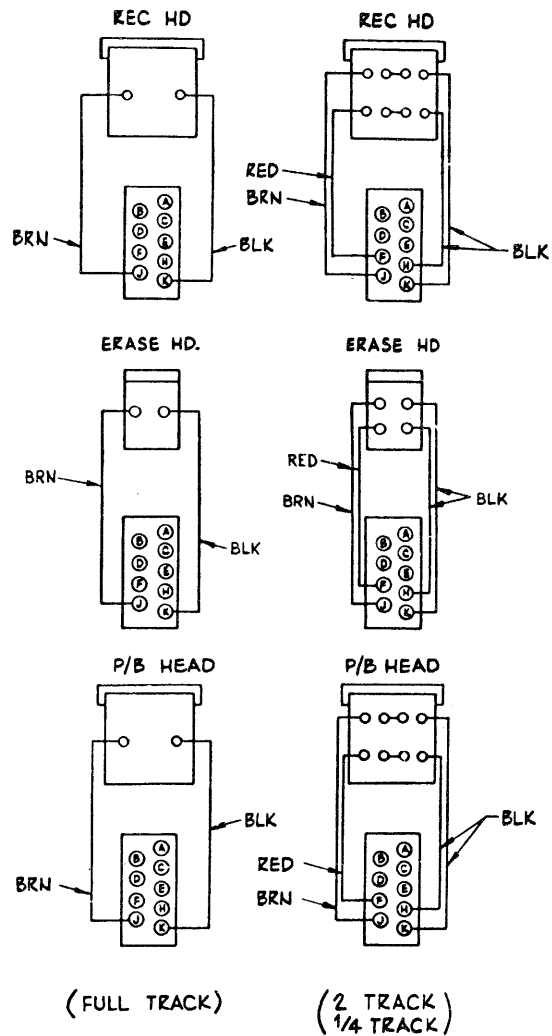 REC HD
BRN
BLK
A
B
C
D
E
F
H
J
K
REC HD
RED
BRN
BLK
A
B
C
D
E
F
H
J
K
ERASE HD.
BRN
BLK
A
B
C
D
E
F
H
J
K
ERASE HD
RED
BRN
BLK
A
B
C
D
E
F
H
J
K
P/B HEAD
BLK
BRN
A
B
C
D
E
F
H
J
K
P/B HEAD
BLK
RED
BRN
A
B
C
D
E
F
H
J
K
(FULL TRACK)
(2 TRACK
1/4 TRACK)